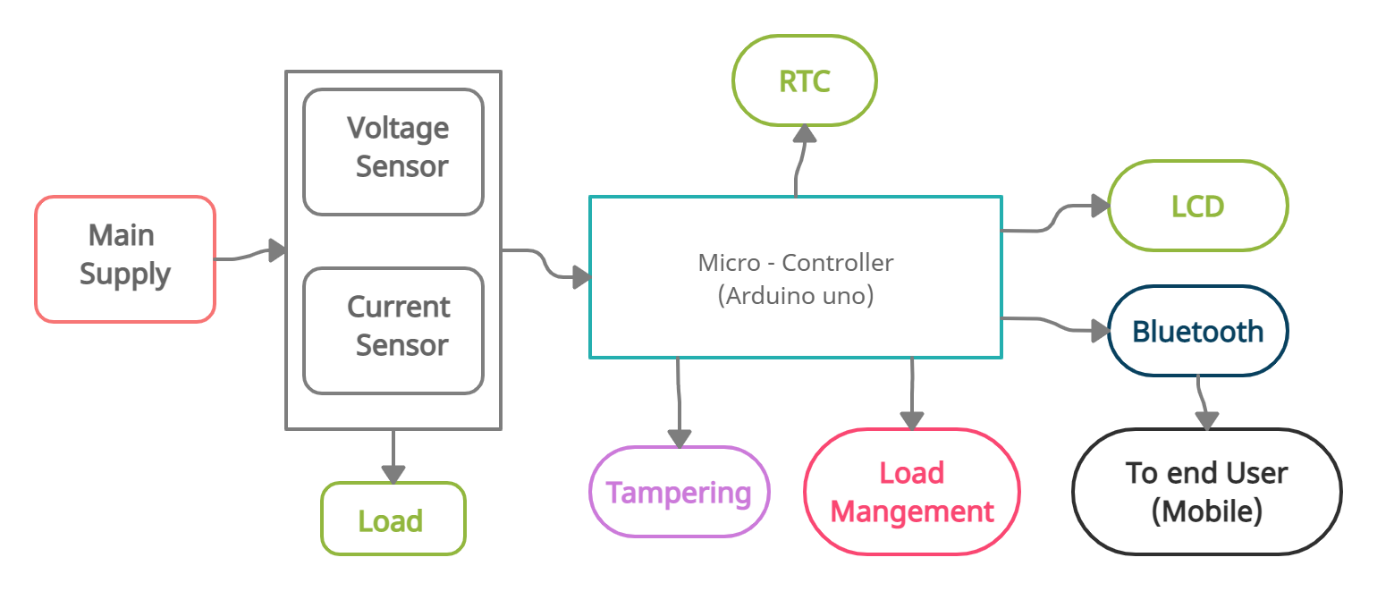 RTC
Voltage
Sensor
LCD
Main
Supply
Micro - Controller
(Arduino uno)
Current
Sensor
Bluetooth
Load
Tampering
Load
Mangement
To end User
(Mobile)